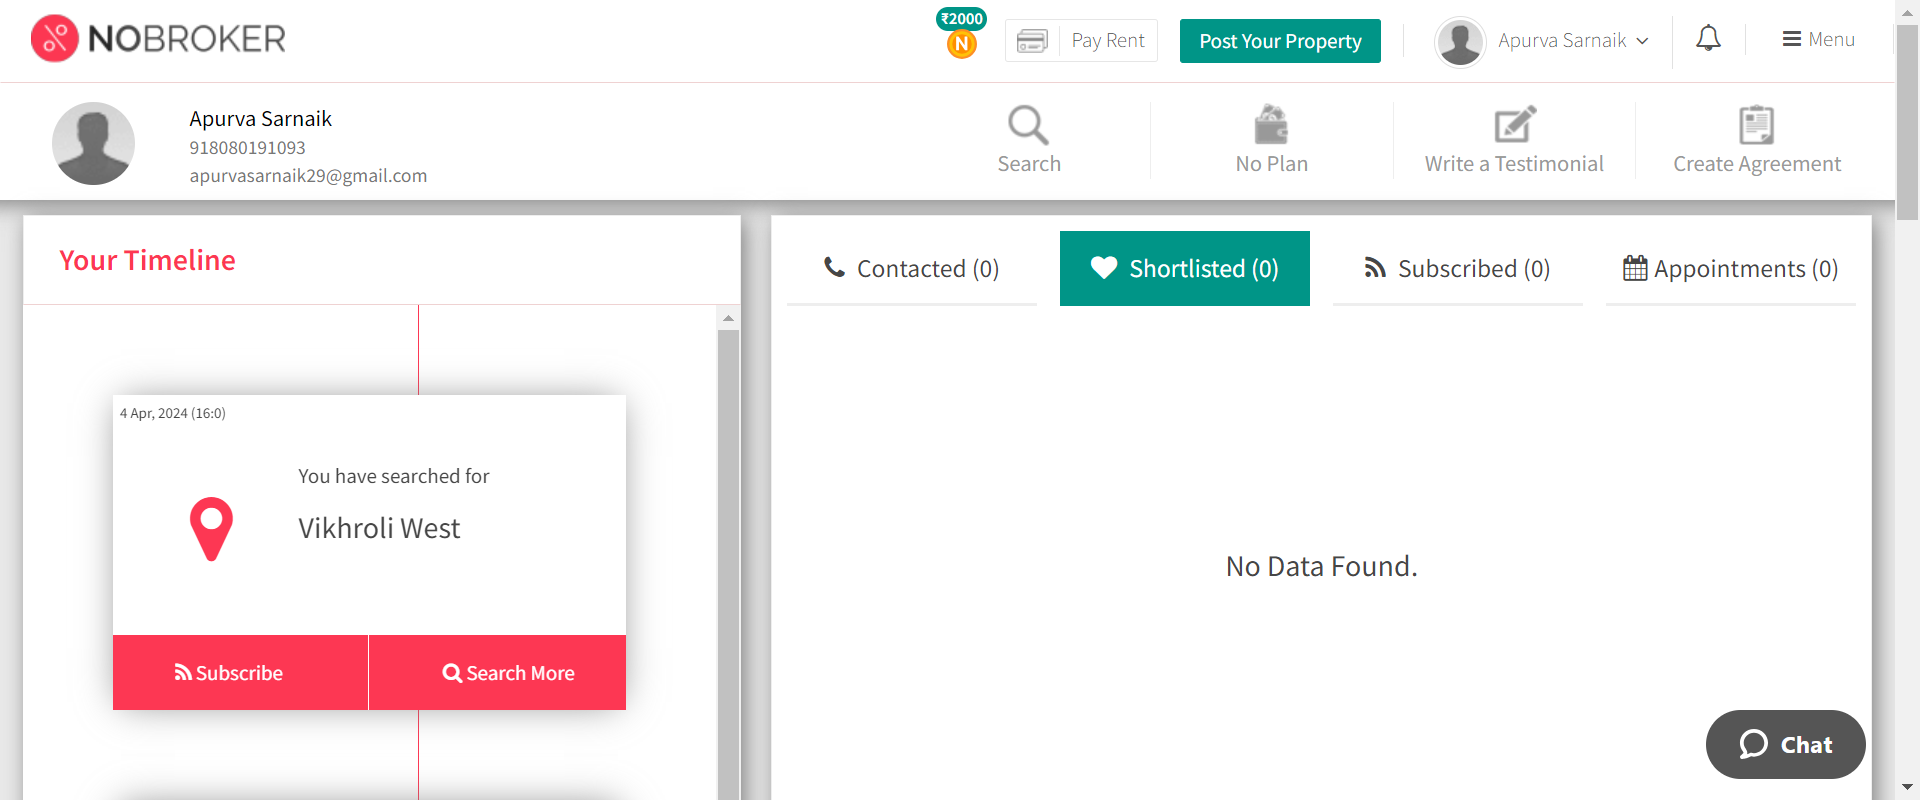 NOBROKER
₹2000
N
Pay Rent
Post Your Property
Apurva Sarnaik
Menu
Apurva Sarnaik
918080191093
apurvasarnaik29@gmail.com
Search
No Plan
Write a Testimonial
Create Agreement
Your Timeline
Contacted (0)
Shortlisted (0)
Subscribed (0)
Appointments (0)
4 Apr, 2024 (16:0)
You have searched for
Vikhroli West
Subscribe
Search More
No Data Found.
Chat